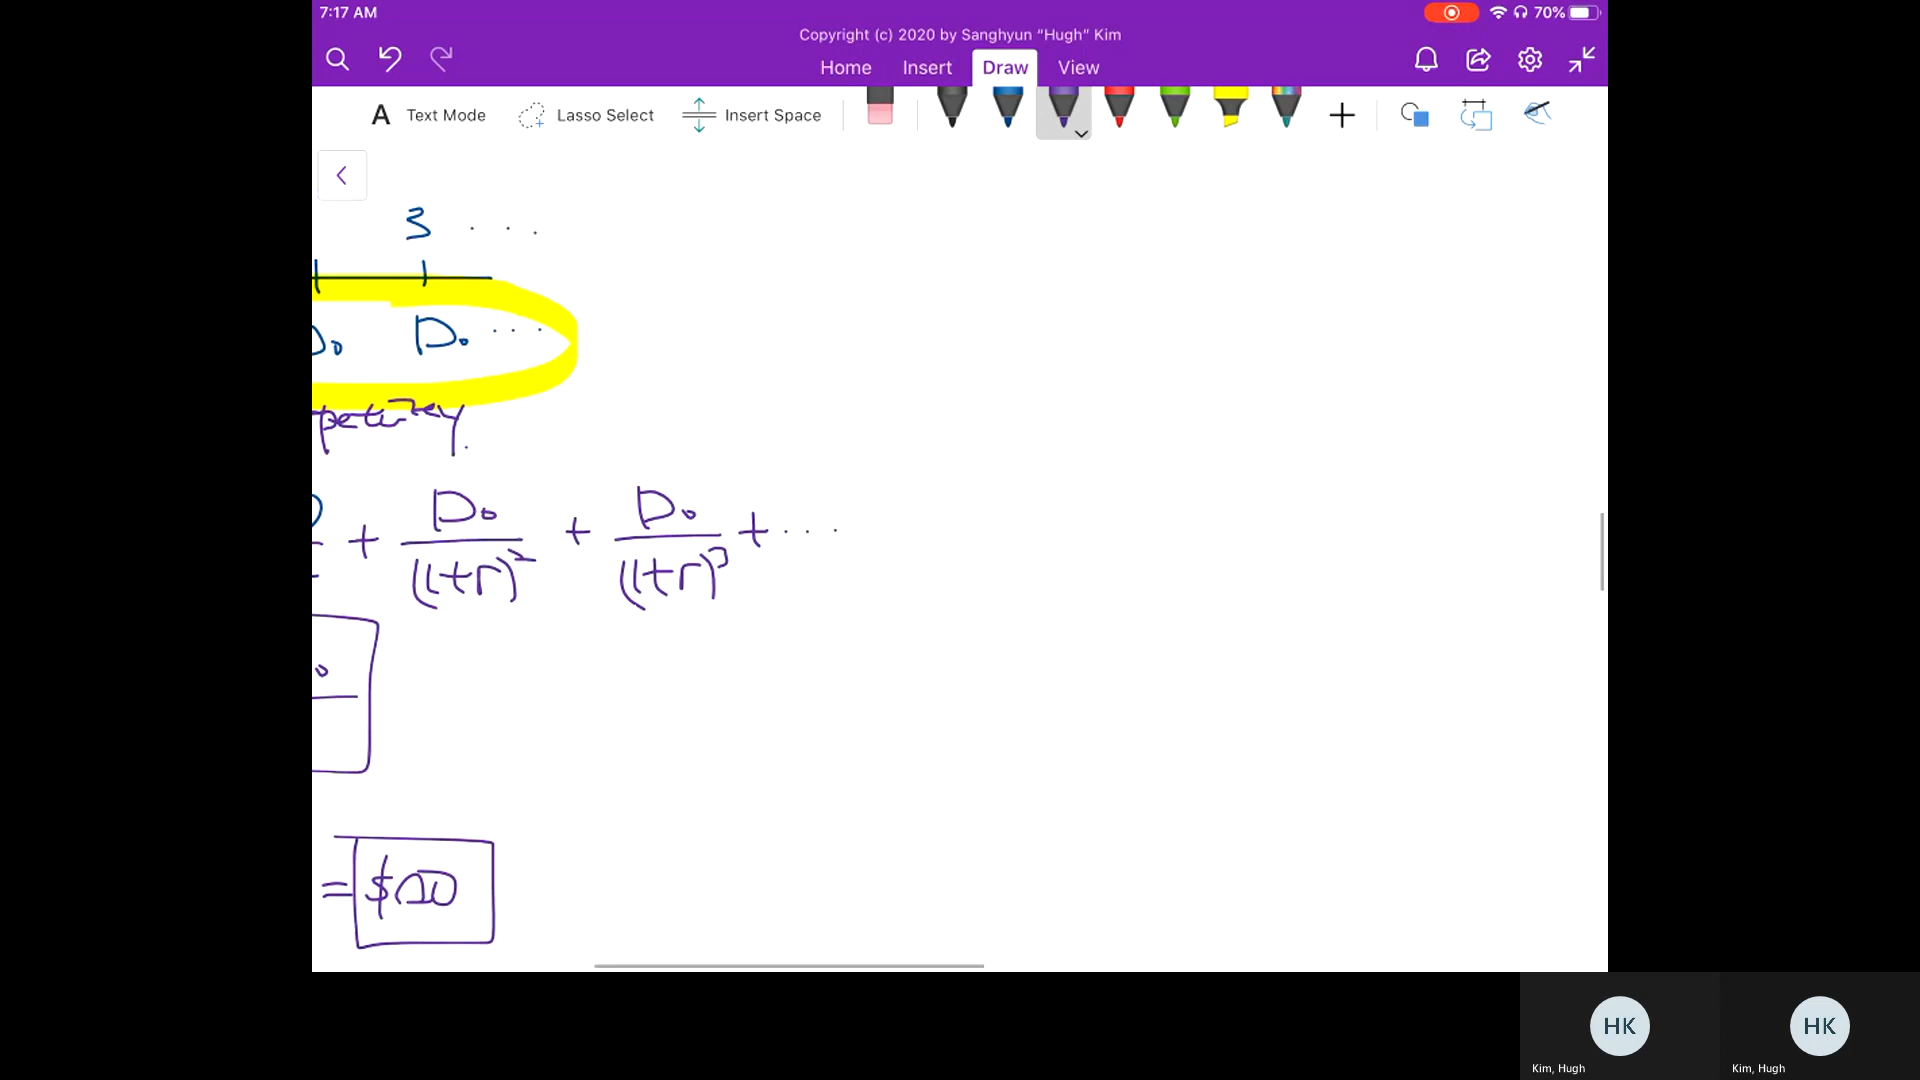 7:17 AM
70%
Copyright (c) 2020 by Sanghyun “Hugh” Kim
Home Insert Draw View
A Text Mode Lasso Select Insert Space
3 . . .
D₀ D₀ . . .
+ D₀/(1+r)² + D₀/(1+r)³ + . . .
=
HK HK
Kim, Hugh Kim, Hugh